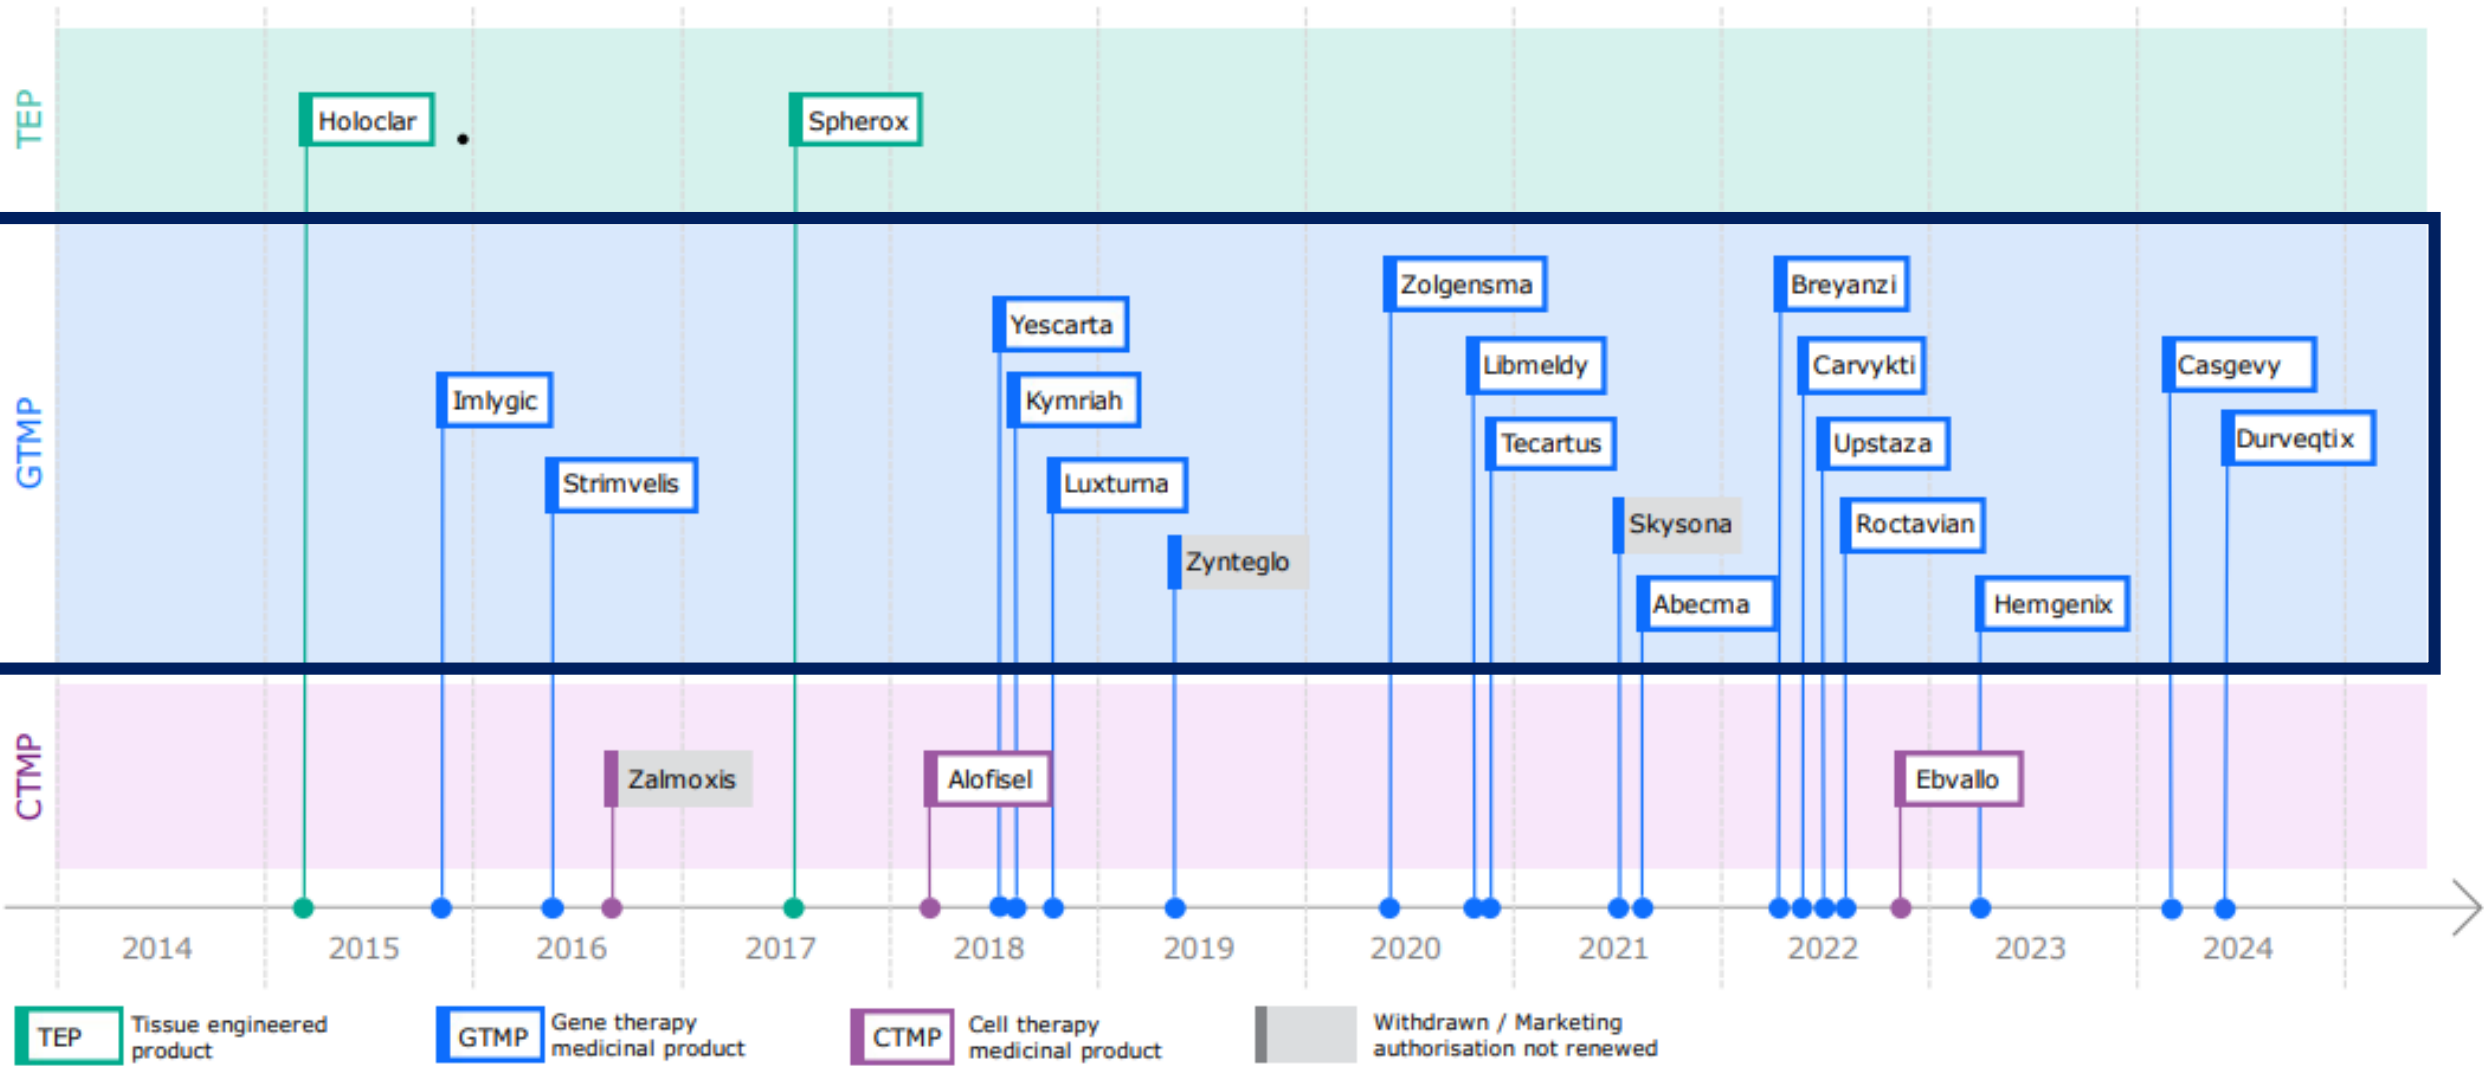 TEP
Holoclar
Spherox
GTMP
Zolgensma
Breyanzi
Yescarta
Libmeldy
Carvykti
Casgevy
Imlygic
Kymriah
Tecartus
Upstaza
Durveqtix
Strimvelis
Luxturna
Skysona
Roctavian
Zynteglo
Abecma
Hemgenix
CTMP
Zalmoxis
Alofisel
Ebvallo
2014 2015 2016 2017 2018 2019 2020 2021 2022 2023 2024
TEP
Tissue engineered
product
GTMP
Gene therapy
medicinal product
CTMP
Cell therapy
medicinal product
Withdrawn / Marketing
authorisation not renewed